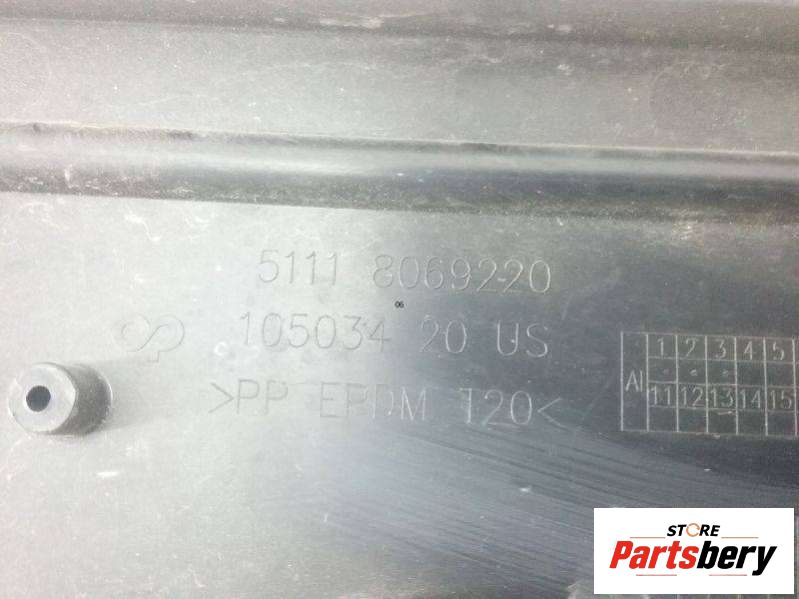 5111 8069220
06
105034 20 US
>PP EPDM T20<
1 2 3 4 5
AI
11 12 13 14 15
STORE
Partsbery